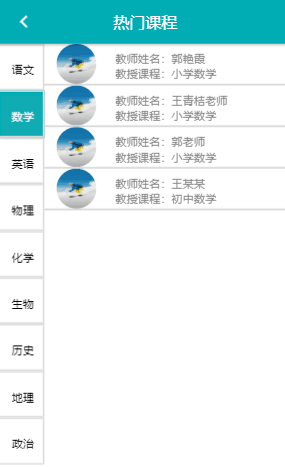 热门课程
语文
数学
英语
物理
化学
生物
历史
地理
政治
教师姓名：郭艳霞
教授课程：小学数学
教师姓名：王青桔老师
教授课程：小学数学
教师姓名：郭老师
教授课程：小学数学
教师姓名：王某某
教授课程：初中数学